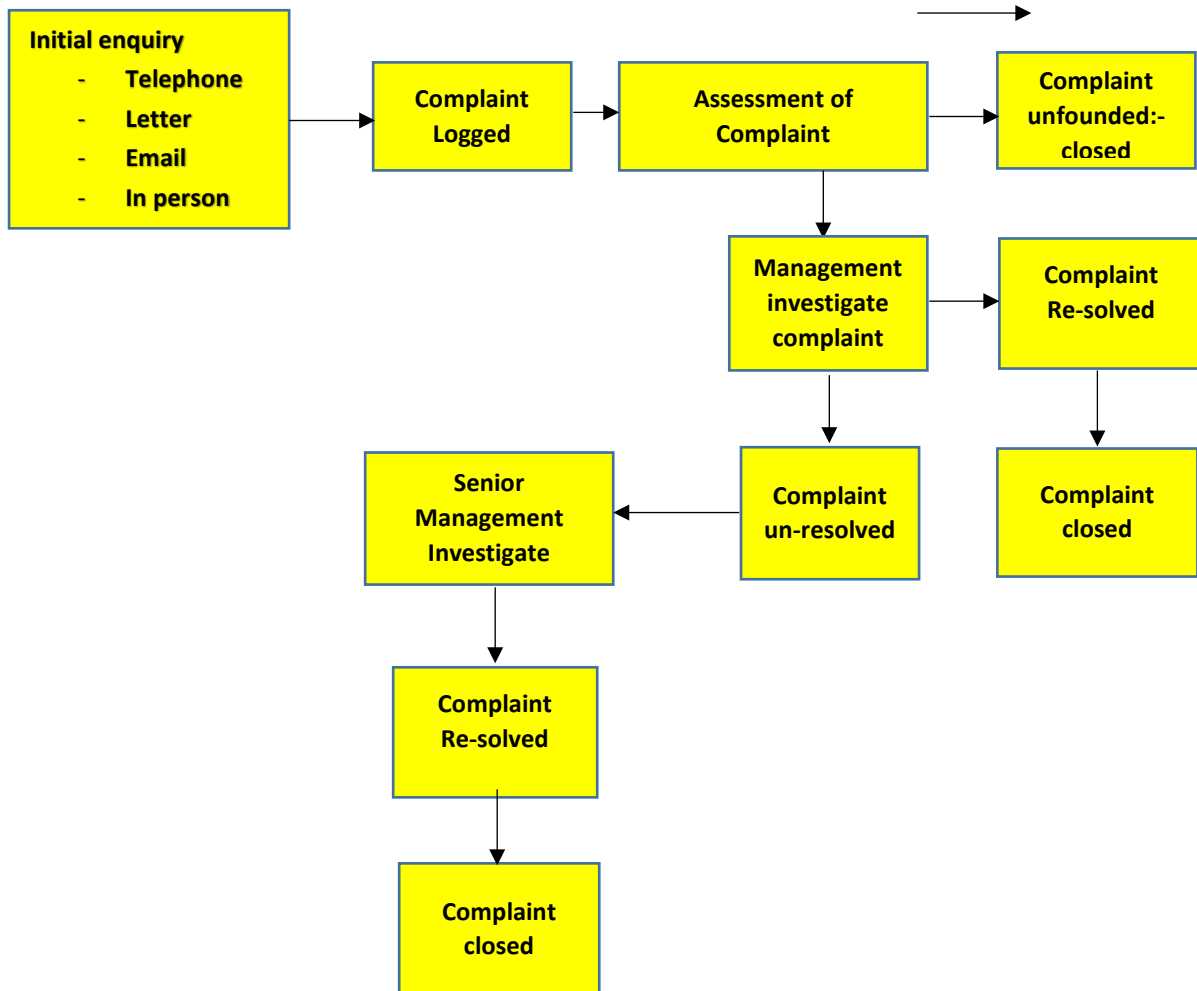 Initial enquiry
- Telephone
- Letter
- Email
- In person
Complaint
Logged
Assessment of
Complaint
Complaint
unfounded:-
closed
Management
investigate
complaint
Complaint
Re-solved
Senior
Management
Investigate
Complaint
un-resolved
Complaint
closed
Complaint
Re-solved
Complaint
closed